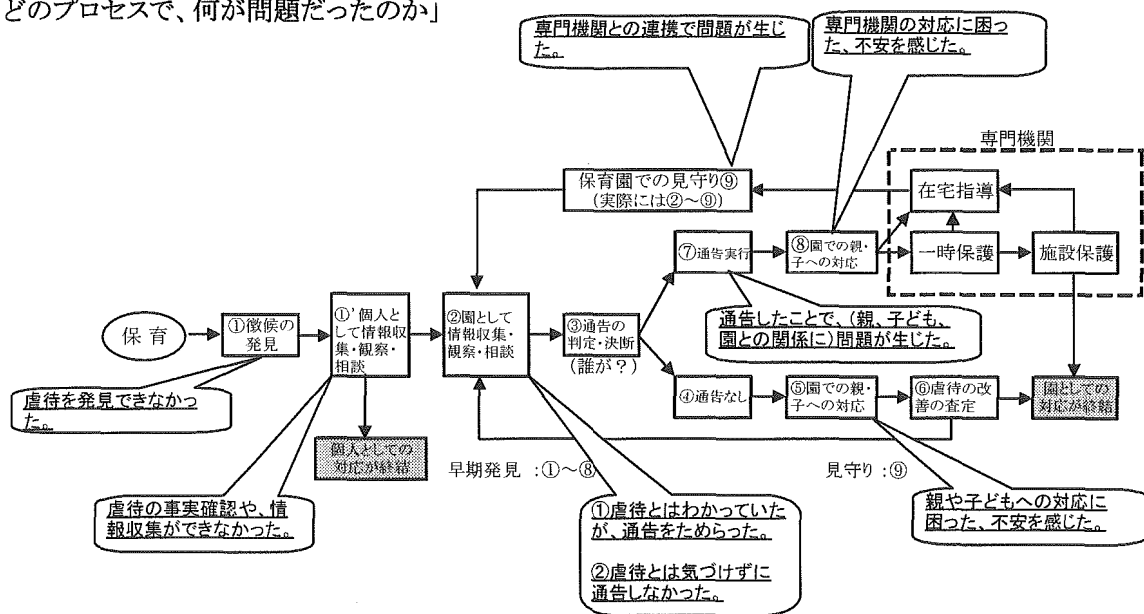 どのプロセスで、何が問題だったのか」
専門機関との連携で問題が生じ
た。
専門機関の対応に困っ
た、不安を感じた。
専門機関
保育園での見守り⑨
(実際には②～⑨)
在宅指導
⑦通告実行
⑧園での親・
子への対応
一時保護
施設保護
保 育
①徴候の
発見
①’個人と
して情報収
集・観察・
相談
②園として
情報収集・
観察・相談
③通告の
判定・決断
(誰が？)
通告したことで、(親、子ども、
園との関係に)問題が生じた。
④通告なし
⑤園での親・
子への対応
⑥虐待の改
善の査定
園としての
対応が終結
虐待を発見できなかっ
た。
個人としての
対応が終結
早期発見 ：①～⑧
見守り ：⑨
虐待の事実確認や、情
報収集ができなかった。
①虐待とはわかっていた
が、通告をためらった。
②虐待とは気づけずに
通告しなかった。
親や子どもへの対応に
困った、不安を感じた。